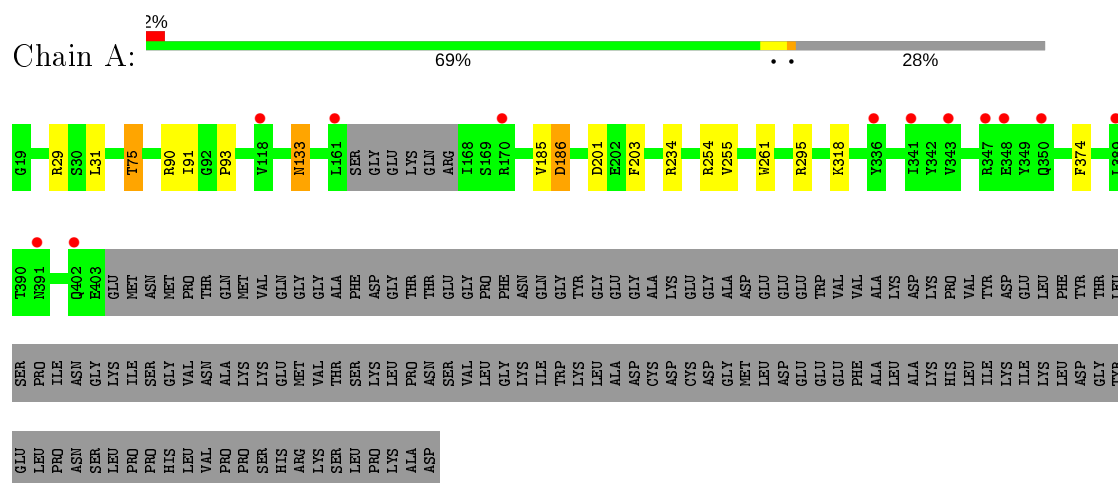 2%
Chain A:
69%
• •
28%
G19 R29 S30 L31 T75 R90 I91 G92 P93 V118 N133 L161 SER GLY GLU LYS GLN ARG I168 S169 R170 V185 D186 D201 E202 F203 R234 R254 V255 W261 R295 K318 Y336 I341 Y342 V343 R347 E348 Y349 Q350 F374 L389
T390 N391 Q402 E403 GLU MET ASN MET PRO THR GLN MET VAL GLN GLY GLY ALA PHE ASP GLY THR THR GLU GLY PRO PHE ASN GLN GLY TYR GLY GLU GLY ALA LYS GLU GLY ALA ASP GLU GLU GLU TRP VAL VAL ALA LYS ASP LYS PRO VAL TYR ASP GLU LEU PHE TYR THR LEU
SER PRO ILE ASN GLY LYS ILE SER GLY VAL ASN ALA LYS LYS GLU MET VAL THR SER LYS LEU PRO ASN SER VAL LEU GLY LYS ILE TRP LYS LEU ALA ASP CYS ASP CYS ASP GLY MET LEU ASP GLU GLU GLU PHE ALA LEU ALA LYS HIS LEU ILE LYS ILE LYS LEU ASP GLY TYR
GLU LEU PRO ASN SER LEU PRO PRO HIS LEU VAL PRO PRO SER HIS ARG LYS SER LEU PRO LYS ALA ASP